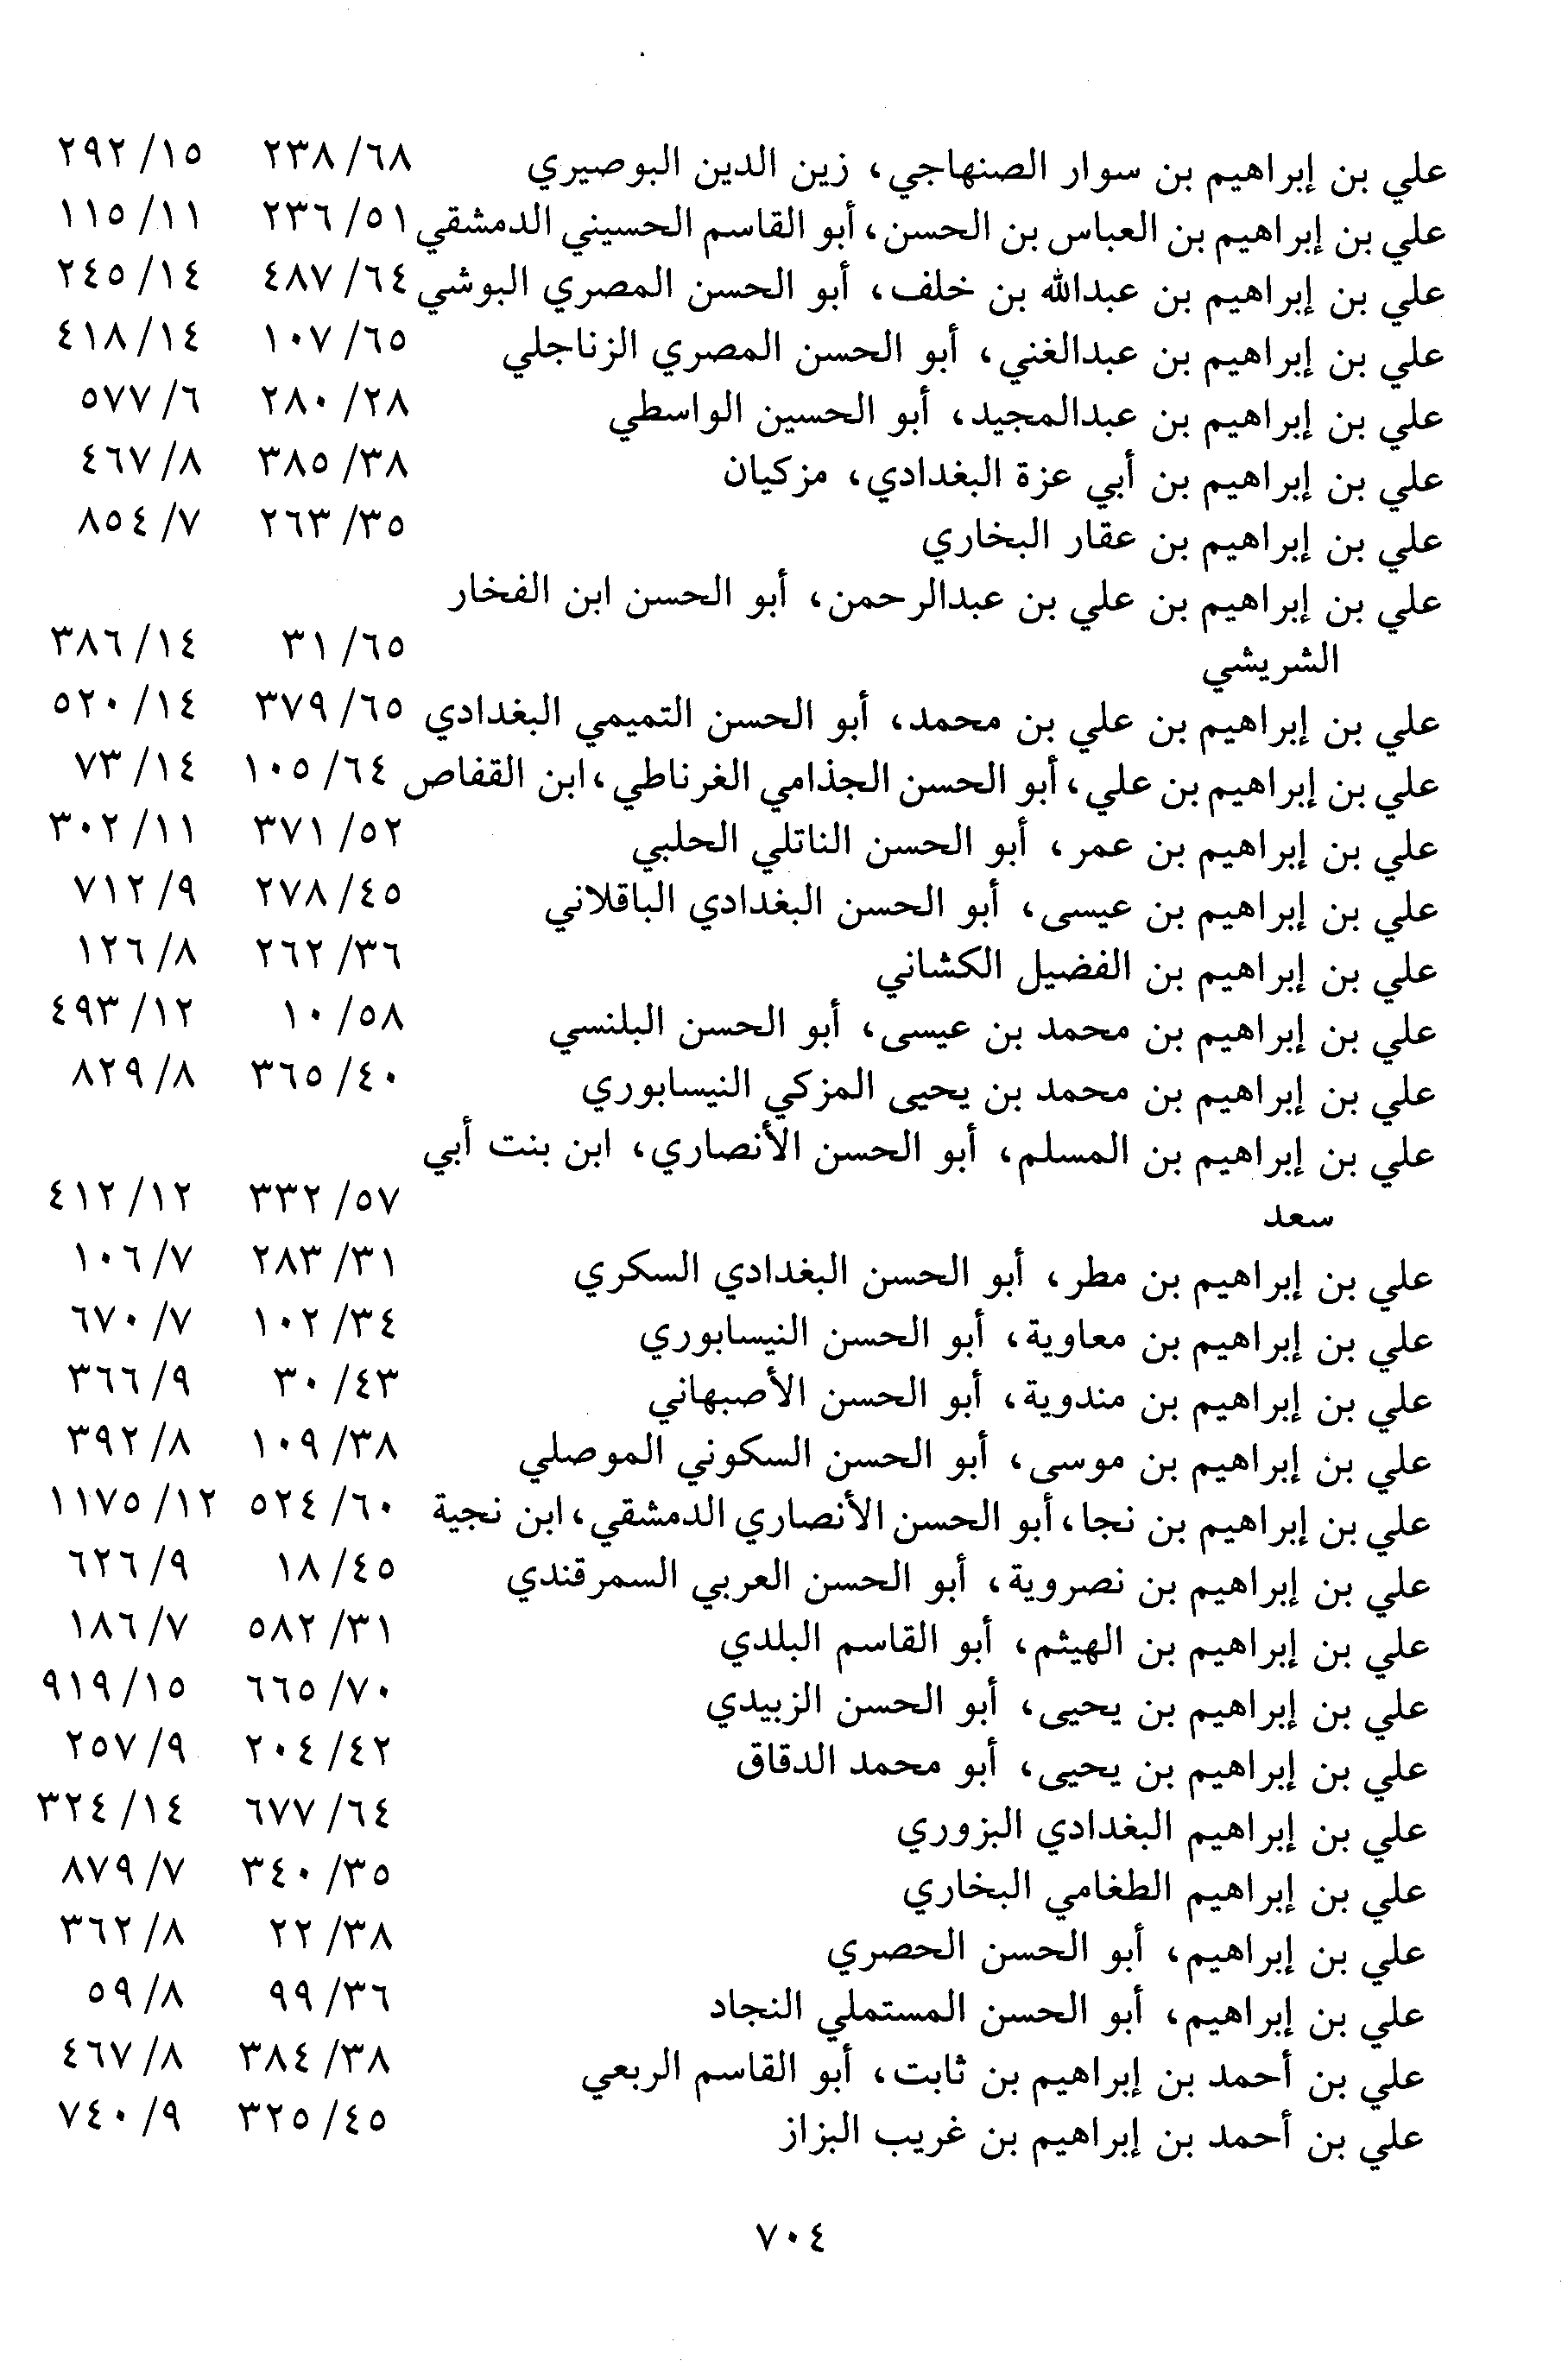 علي بن إبراهيم بن سوار الصنهاجي، زين الدين البوصيري ٦٨/ ٢٣٨ ١٥/ ٢٩٢
علي بن إبراهيم بن العباس بن الحسن، أبو القاسم الحسيني الدمشقي ٥١/ ٢٣٦ ١١/ ١١٥
علي بن إبراهيم بن عبدالله بن خلف، أبو الحسن المصري البوشي ٦٤/ ٤٨٧ ١٤/ ٢٤٥
علي بن إبراهيم بن عبدالغني، أبو الحسن المصري الزناجلي ٦٥/ ١٠٧ ١٤/ ٤١٨
علي بن إبراهيم بن عبدالمجيد، أبو الحسين الواسطي ٢٨/ ٢٨٠ ٦/ ٥٧٧
علي بن إبراهيم بن أبي عزة البغدادي، مزكيان ٣٨/ ٣٨٥ ٨/ ٤٦٧
علي بن إبراهيم بن عقار البخاري ٣٥/ ٢٦٣ ٧/ ٨٥٤
علي بن إبراهيم بن علي بن عبدالرحمن، أبو الحسن ابن الفخار
الشريشي ٦٥/ ٣١ ١٤/ ٣٨٦
علي بن إبراهيم بن علي بن محمد، أبو الحسن التميمي البغدادي ٦٥/ ٣٧٩ ١٤/ ٥٢٠
علي بن إبراهيم بن علي، أبو الحسن الجذامي الغرناطي، ابن القفاص ٦٤/ ١٠٥ ١٤/ ٧٣
علي بن إبراهيم بن عمر، أبو الحسن الناتلي الحلبي ٥٢/ ٣٧١ ١١/ ٣٠٢
علي بن إبراهيم بن عيسى، أبو الحسن البغدادي الباقلاني ٤٥/ ٢٧٨ ٩/ ٧١٢
علي بن إبراهيم بن الفضيل الكشاني ٣٦/ ٢٦٢ ٨/ ١٢٦
علي بن إبراهيم بن محمد بن عيسى، أبو الحسن البلنسي ٥٨/ ١٠ ١٢/ ٤٩٣
علي بن إبراهيم بن محمد بن يحيى المزكي النيسابوري ٤٠/ ٣٦٥ ٨/ ٨٢٩
علي بن إبراهيم بن المسلم، أبو الحسن الأنصاري، ابن بنت أبي
سعد ٥٧/ ٣٣٢ ١٢/ ٤١٢
علي بن إبراهيم بن مطر، أبو الحسن البغدادي السكري ٣١/ ٢٨٣ ٧/ ١٠٦
علي بن إبراهيم بن معاوية، أبو الحسن النيسابوري ٣٤/ ١٠٢ ٧/ ٦٧٠
علي بن إبراهيم بن مندوية، أبو الحسن الأصبهاني ٤٣/ ٣٠ ٩/ ٣٦٦
علي بن إبراهيم بن موسى، أبو الحسن السكوني الموصلي ٣٨/ ١٠٩ ٨/ ٣٩٢
علي بن إبراهيم بن نجا، أبو الحسن الأنصاري الدمشقي، ابن نجية ٦٠/ ٥٢٤ ١٢/ ١١٧٥
علي بن إبراهيم بن نصروية، أبو الحسن العربي السمرقندي ٤٥/ ١٨ ٩/ ٦٢٦
علي بن إبراهيم بن الهيثم، أبو القاسم البلدي ٣١/ ٥٨٢ ٧/ ١٨٦
علي بن إبراهيم بن يحيى، أبو الحسن الزبيدي ٧٠/ ٦٦٥ ١٥/ ٩١٩
علي بن إبراهيم بن يحيى، أبو محمد الدقاق ٤٢/ ٢٠٤ ٩/ ٢٥٧
علي بن إبراهيم البغدادي البزوري ٦٤/ ٦٧٧ ١٤/ ٣٢٤
علي بن إبراهيم الطغامي البخاري ٣٥/ ٣٤٠ ٧/ ٨٧٩
علي بن إبراهيم، أبو الحسن الحصري ٣٨/ ٢٢ ٨/ ٣٦٢
علي بن إبراهيم، أبو الحسن المستملي النجاد ٣٦/ ٩٩ ٨/ ٥٩
علي بن أحمد بن إبراهيم بن ثابت، أبو القاسم الربعي ٣٨/ ٣٨٤ ٨/ ٤٦٧
علي بن أحمد بن إبراهيم بن غريب البزاز ٤٥/ ٣٢٥ ٩/ ٧٤٠
٧٠٤